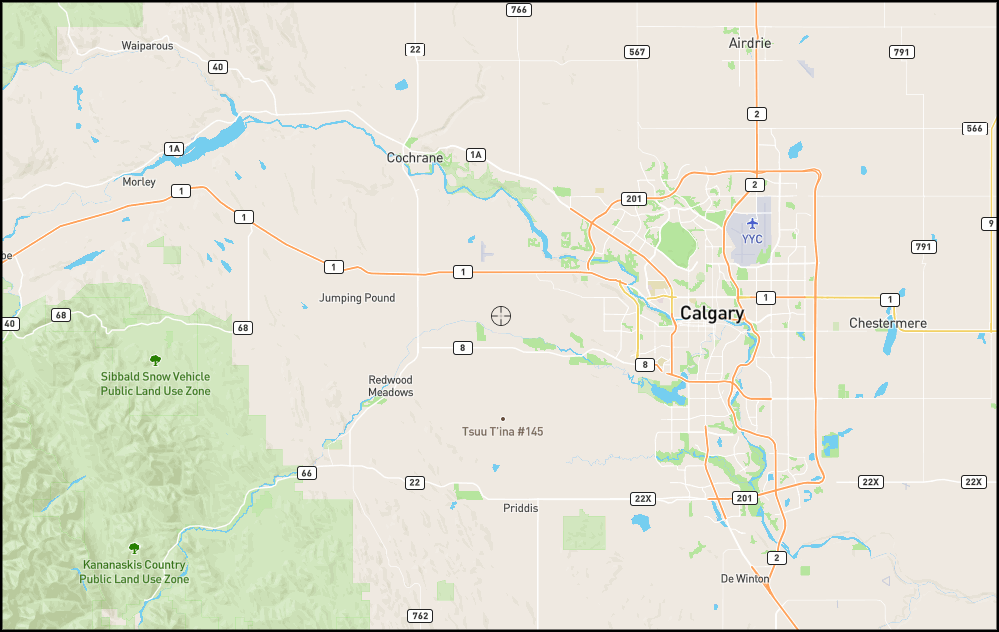 766
Waiparous
22
567
Airdrie
791
40
2
566
1A
Cochrane
1A
Morley
1
2
201
1
9
YYC
791
be
1
1
Jumping Pound
1
1
68
40
68
Calgary
Chestermere
8
Sibbald Snow Vehicle
Public Land Use Zone
8
Redwood
Meadows
Tsuu T'ina #145
66
22
22X
22X
22X
201
Priddis
Kananaskis Country
Public Land Use Zone
2
De Winton
762